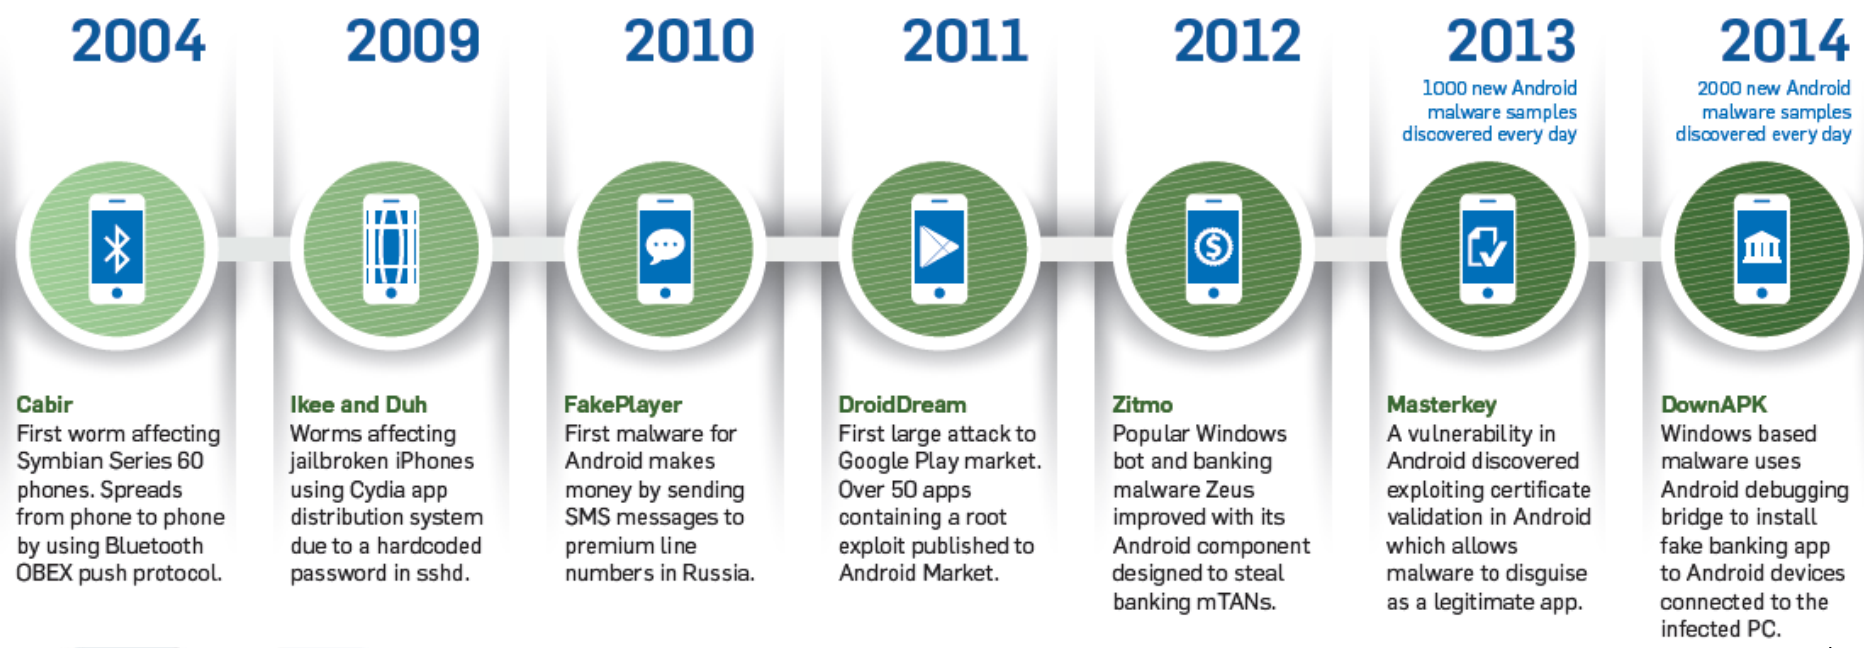 2004
Cabir
First worm affecting
Symbian Series 60
phones. Spreads
from phone to phone
by using Bluetooth
OBEX push protocol.
2009
Ikee and Duh
Worms affecting
jailbroken iPhones
using Cydia app
distribution system
due to a hardcoded
password in sshd.
2010
FakePlayer
First malware for
Android makes
money by sending
SMS messages to
premium line
numbers in Russia.
2011
DroidDream
First large attack to
Google Play market.
Over 50 apps
containing a root
exploit published to
Android Market.
2012
Zitmo
Popular Windows
bot and banking
malware Zeus
improved with its
Android component
designed to steal
banking mTANs.
2013
1000 new Android
malware samples
discovered every day
Masterkey
A vulnerability in
Android discovered
exploiting certificate
validation in Android
which allows
malware to disguise
as a legitimate app.
2014
2000 new Android
malware samples
discovered every day
DownAPK
Windows based
malware uses
Android debugging
bridge to install
fake banking app
to Android devices
connected to the
infected PC.